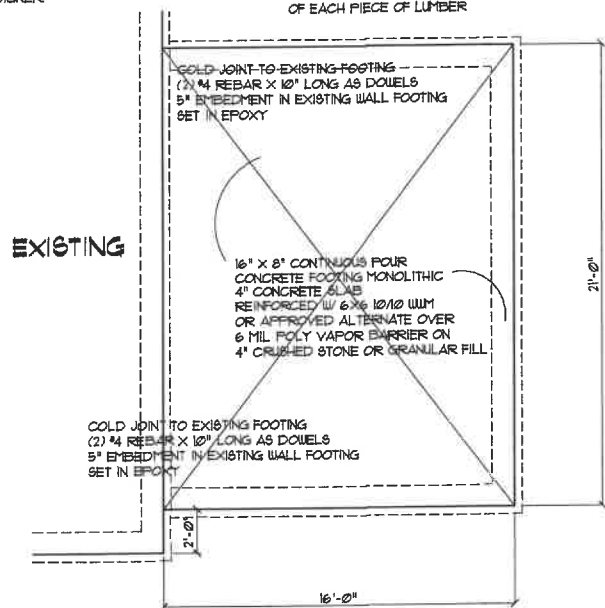 OF EACH PIECE OF LUMBER
COLD JOINT TO EXISTING FOOTING
(2) #4 REBAR X 10" LONG AS DOWELS
5" EMBEDMENT IN EXISTING WALL FOOTING
SET IN EPOXY
EXISTING
16" X 8" CONTINUOUS POUR
CONCRETE FOOTING MONOLITHIC
4" CONCRETE SLAB
REINFORCED W/ 6X6 10/10 WWM
OR APPROVED ALTERNATE OVER
6 MIL POLY VAPOR BARRIER ON
4" CRUSHED STONE OR GRANULAR FILL
21'-0"
COLD JOINT TO EXISTING FOOTING
(2) #4 REBAR X 10" LONG AS DOWELS
5" EMBEDMENT IN EXISTING WALL FOOTING
SET IN EPOXY
2'-0"
16'-0"